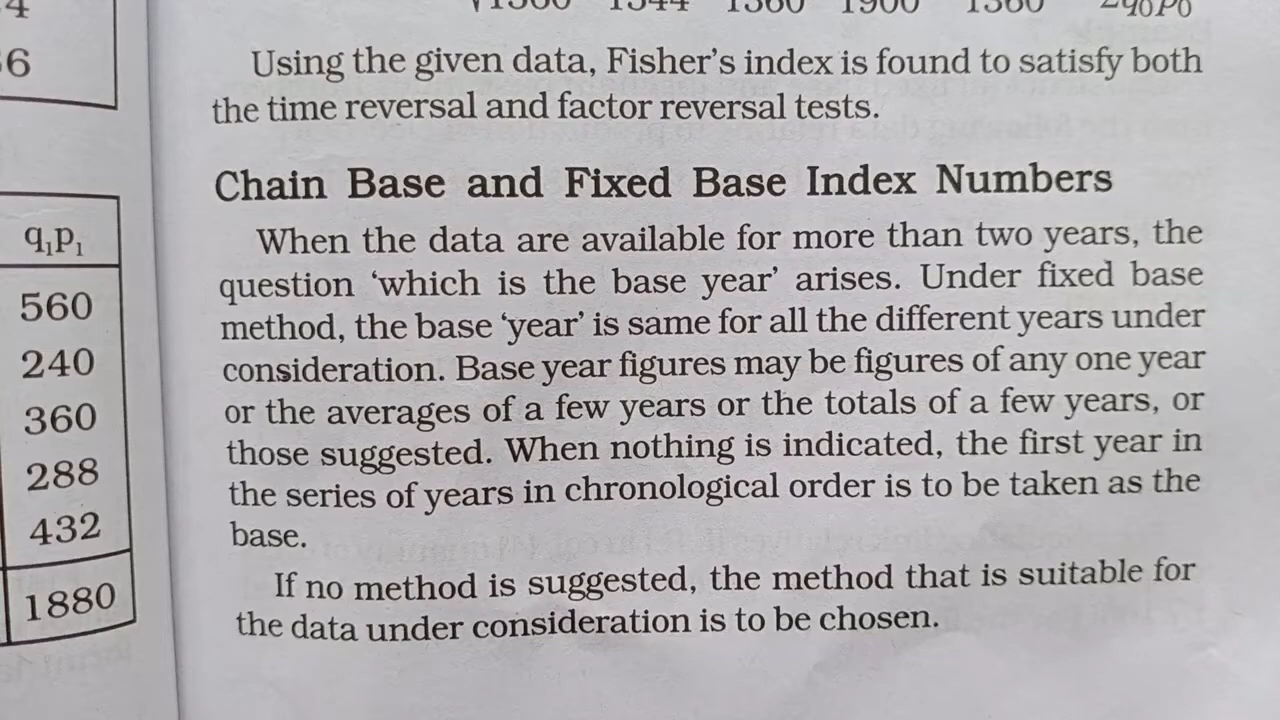 4
6
q₁p₁
560
240
360
288
432
1880
1344 1360 1900 1360 Σq₀p₀
Using the given data, Fisher's index is found to satisfy both
the time reversal and factor reversal tests.
Chain Base and Fixed Base Index Numbers
When the data are available for more than two years, the
question 'which is the base year' arises. Under fixed base
method, the base 'year' is same for all the different years under
consideration. Base year figures may be figures of any one year
or the averages of a few years or the totals of a few years, or
those suggested. When nothing is indicated, the first year in
the series of years in chronological order is to be taken as the
base.
If no method is suggested, the method that is suitable for
the data under consideration is to be chosen.